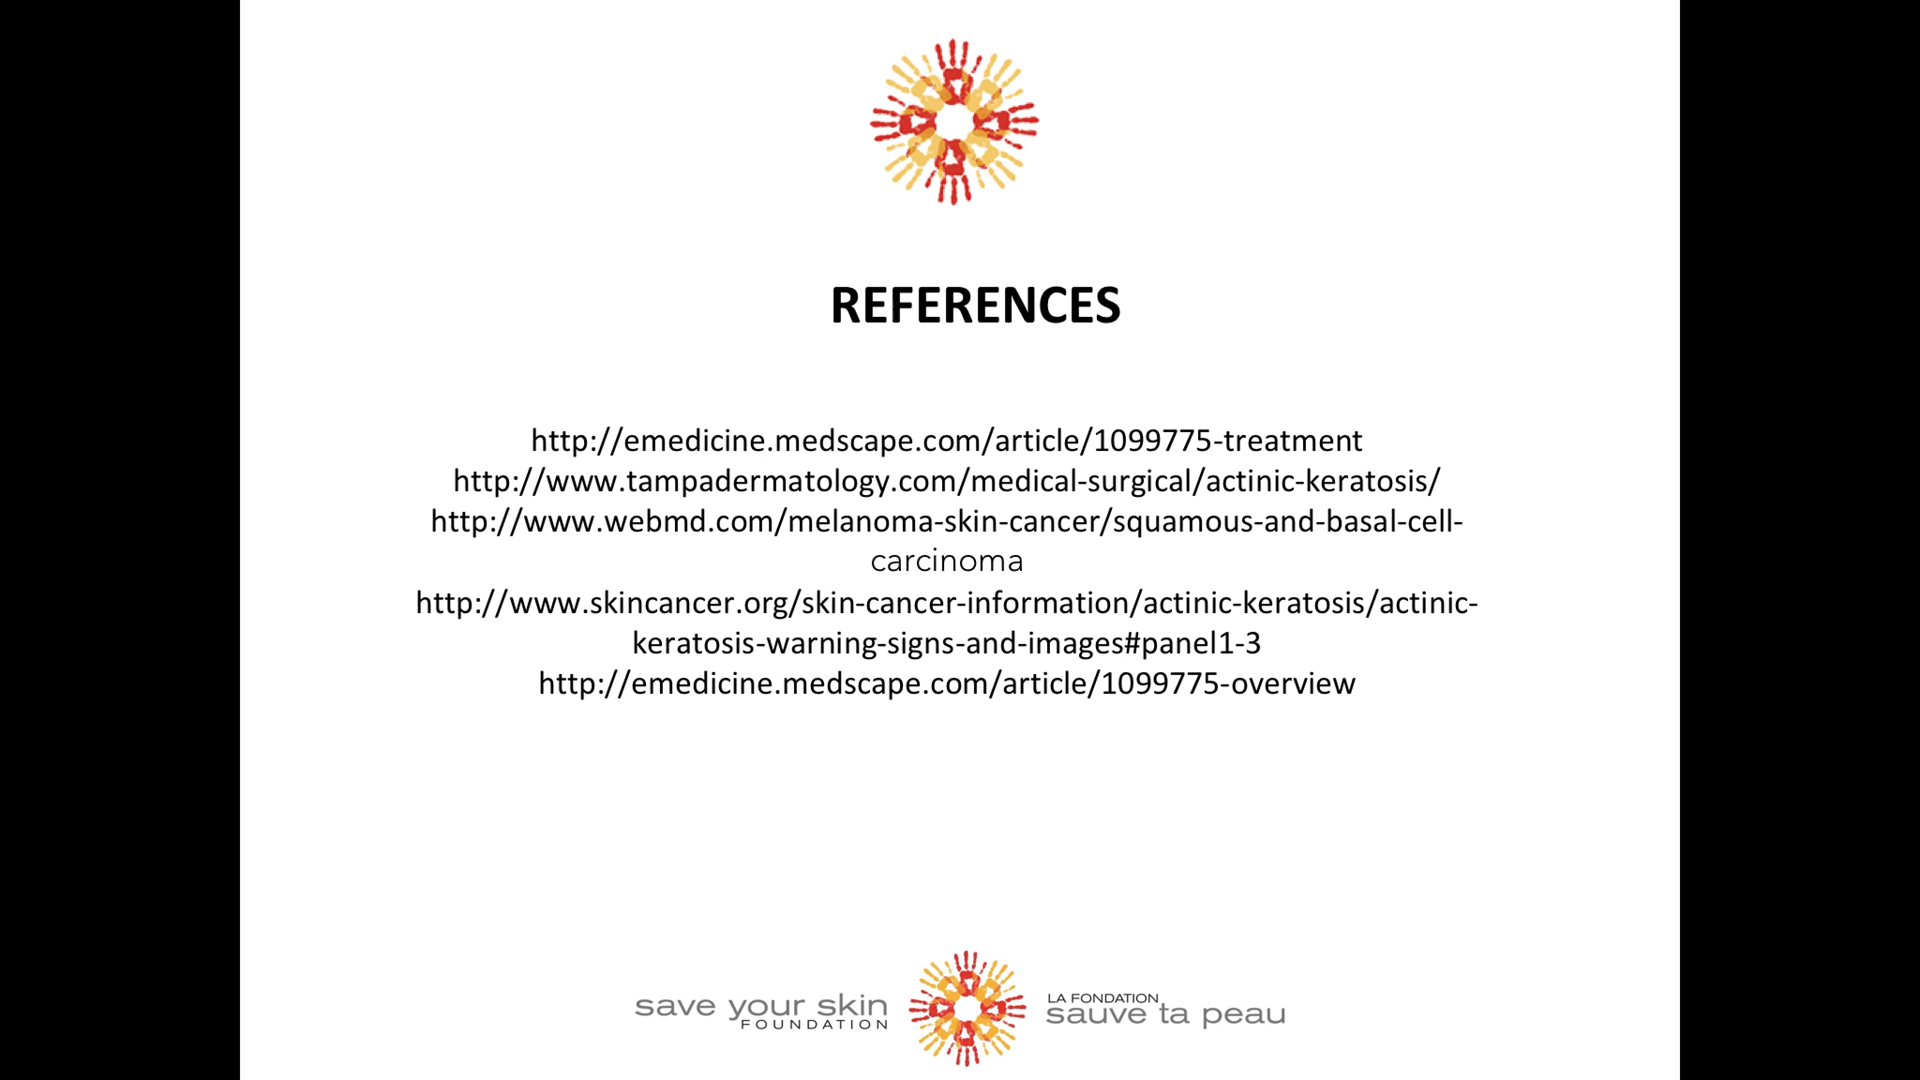 REFERENCES
http://emedicine.medscape.com/article/1099775-treatment
http://www.tampadermatology.com/medical-surgical/actinic-keratosis/
http://www.webmd.com/melanoma-skin-cancer/squamous-and-basal-cell-
carcinoma
http://www.skincancer.org/skin-cancer-information/actinic-keratosis/actinic-
keratosis-warning-signs-and-images#panel1-3
http://emedicine.medscape.com/article/1099775-overview
save your skin
FOUNDATION
LA FONDATION
sauve ta peau